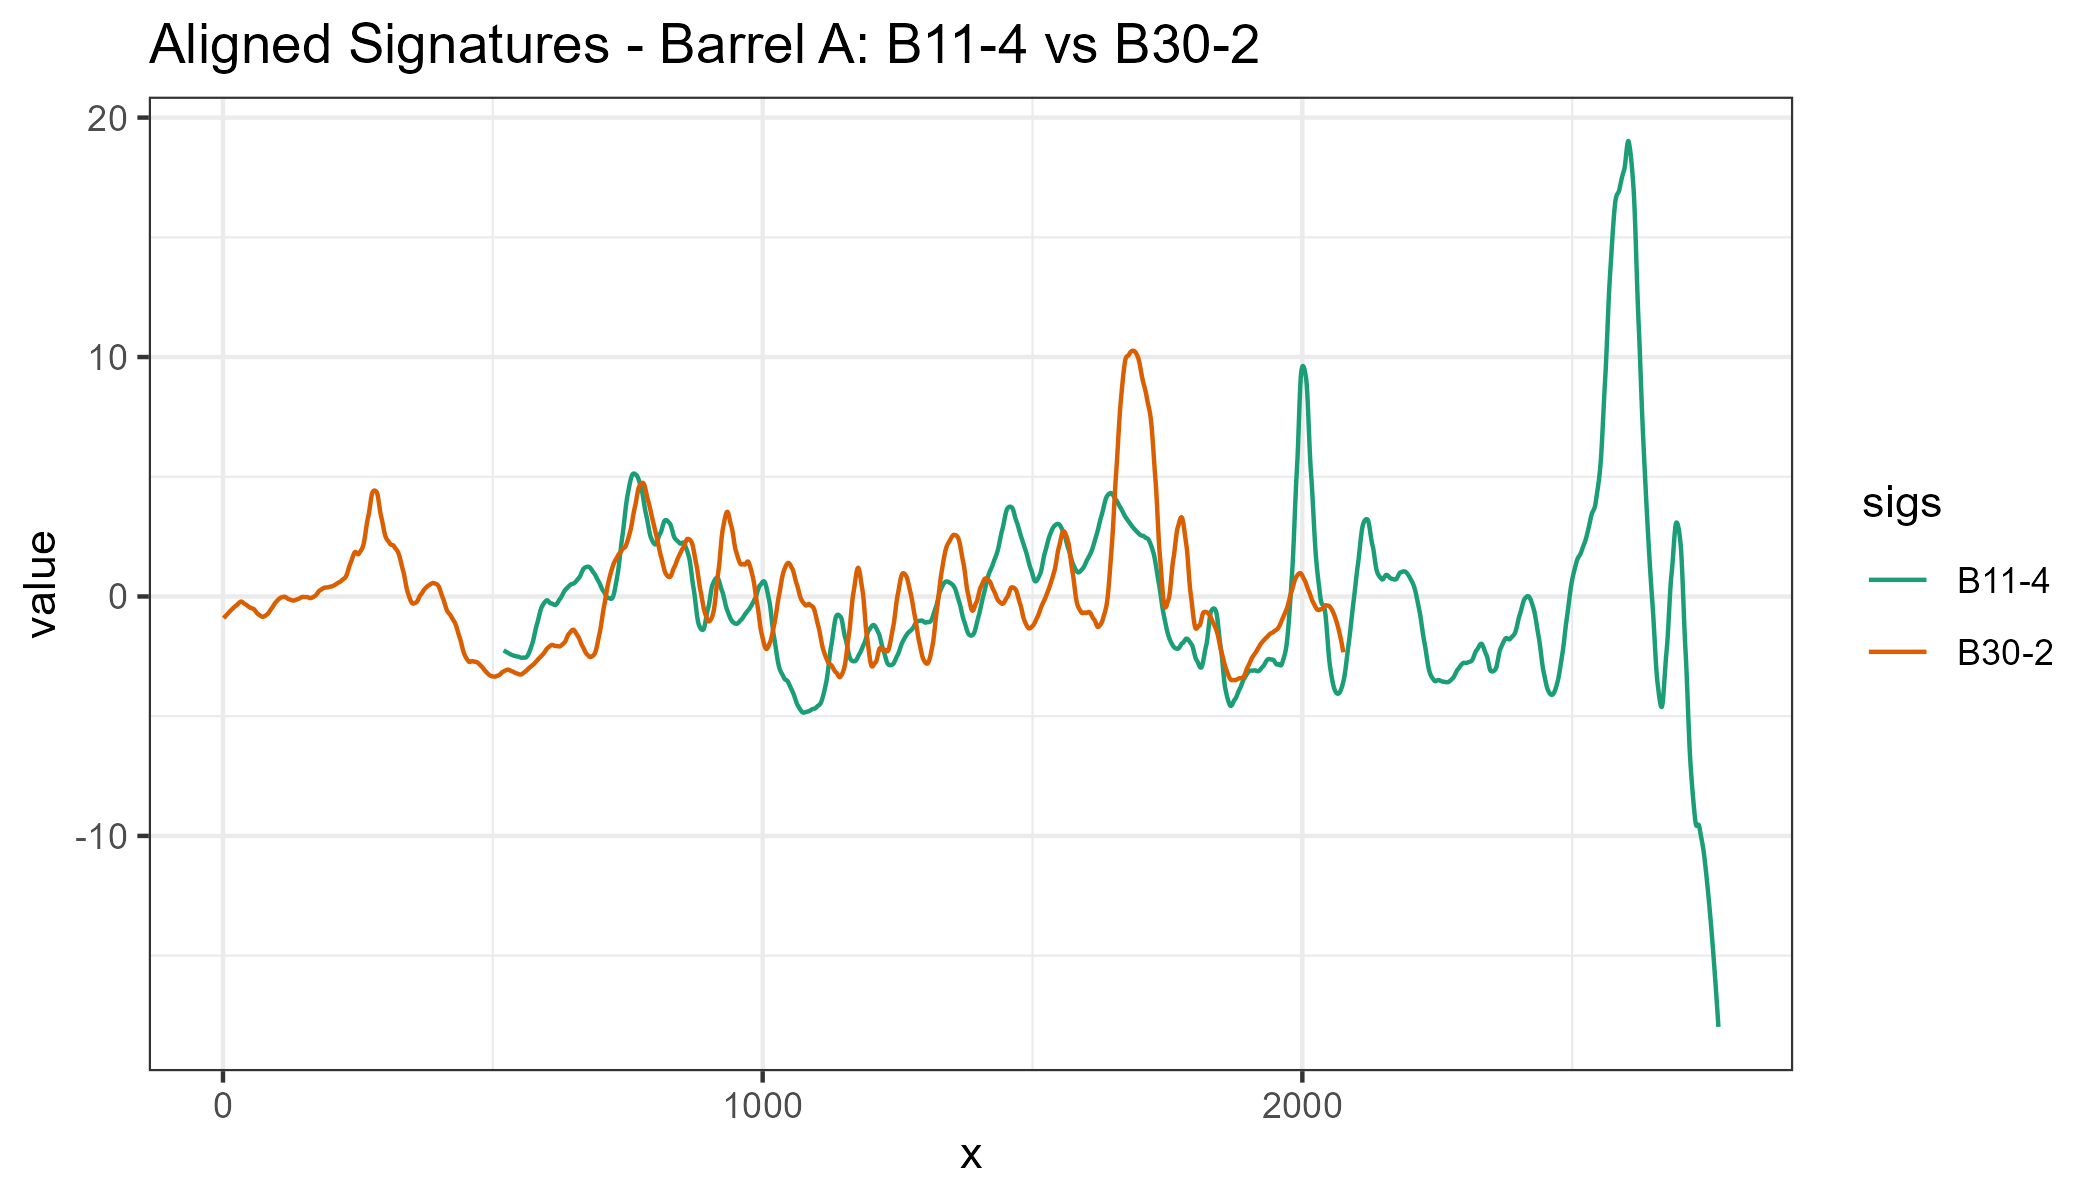 Aligned Signatures - Barrel A: B11-4 vs B30-2
20
10
0
-10
value
0 1000 2000
x
sigs
B11-4
B30-2